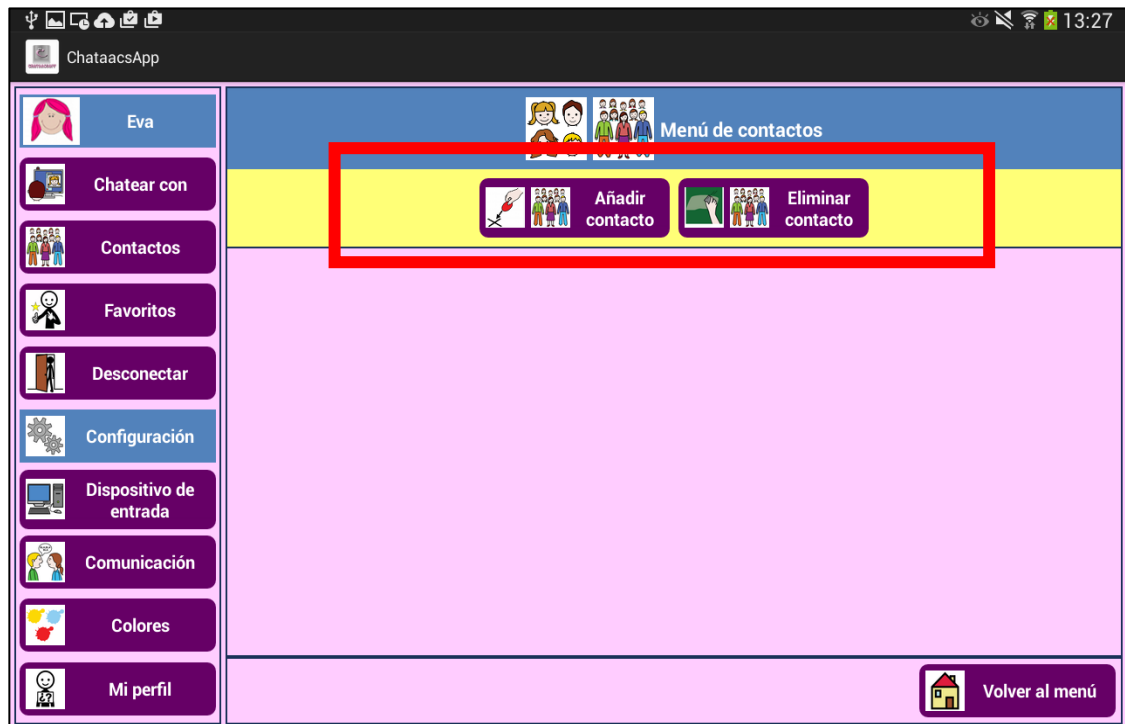 13:27
ChataacsApp
Eva
Chatear con
Contactos
Favoritos
Desconectar
Configuración
Dispositivo de
entrada
Comunicación
Colores
Mi perfil
Menú de contactos
Añadir
contacto
Eliminar
contacto
Volver al menú